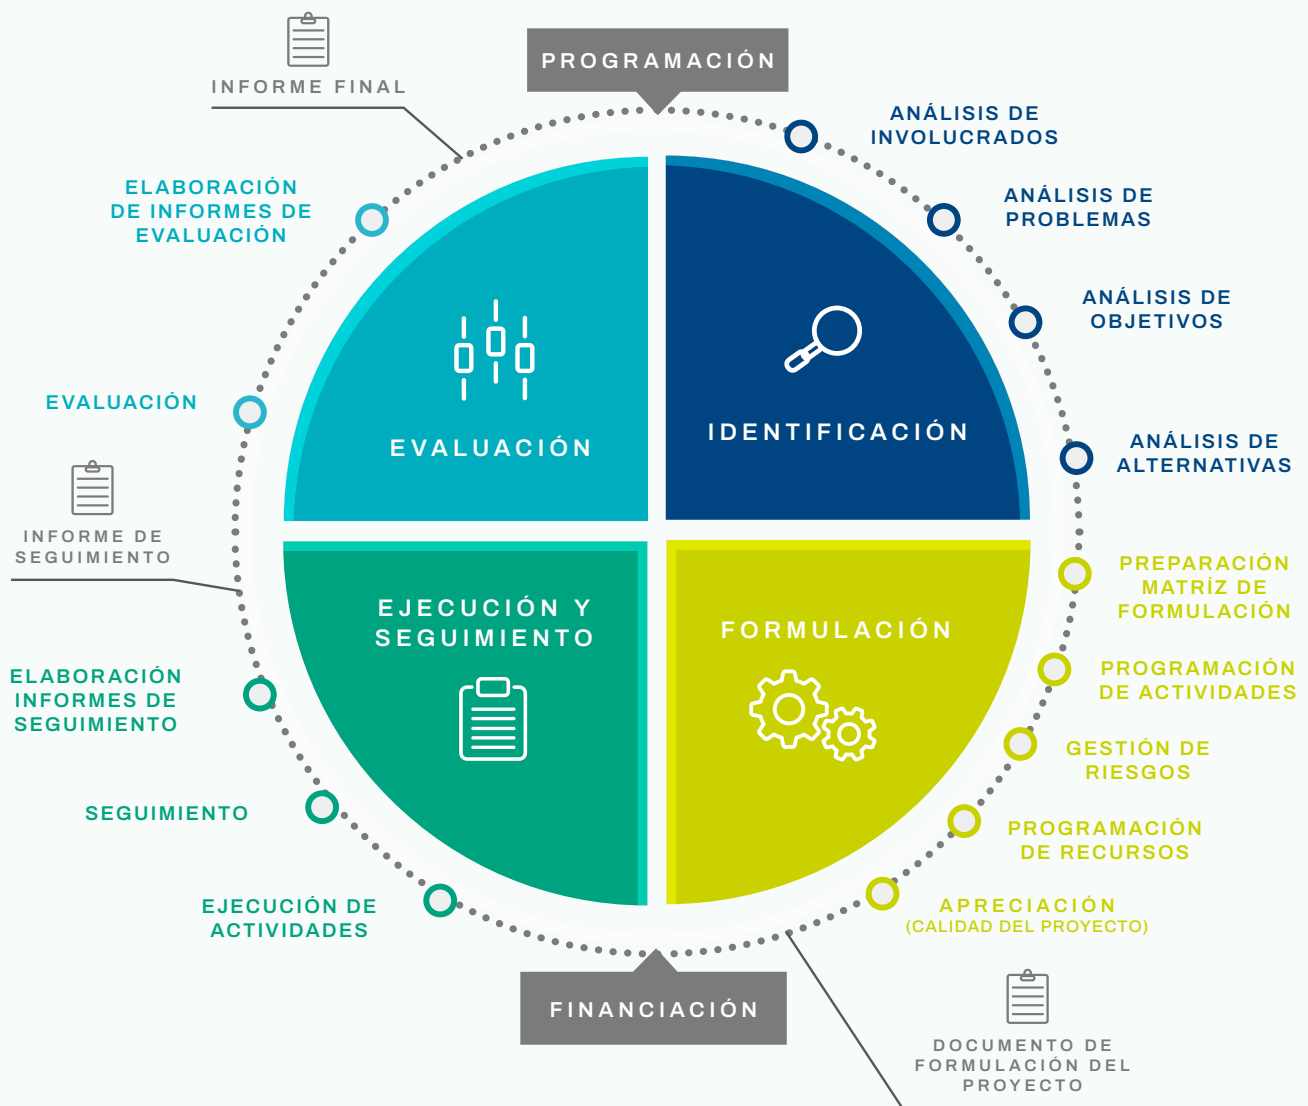 PROGRAMACIÓN
ANÁLISIS DE
INVOLUCRADOS
ANÁLISIS DE
PROBLEMAS
ANÁLISIS DE
OBJETIVOS
ANÁLISIS DE
ALTERNATIVAS
PREPARACIÓN
MATRÍZ DE
FORMULACIÓN
PROGRAMACIÓN
DE ACTIVIDADES
GESTIÓN DE
RIESGOS
PROGRAMACIÓN
DE RECURSOS
APRECIACIÓN
(CALIDAD DEL PROYECTO)
DOCUMENTO DE
FORMULACIÓN DEL
PROYECTO
FINANCIACIÓN
EJECUCIÓN DE
ACTIVIDADES
SEGUIMIENTO
ELABORACIÓN
INFORMES DE
SEGUIMIENTO
INFORME DE
SEGUIMIENTO
EVALUACIÓN
ELABORACIÓN
DE INFORMES DE
EVALUACIÓN
INFORME FINAL
IDENTIFICACIÓN
FORMULACIÓN
EJECUCIÓN Y
SEGUIMIENTO
EVALUACIÓN